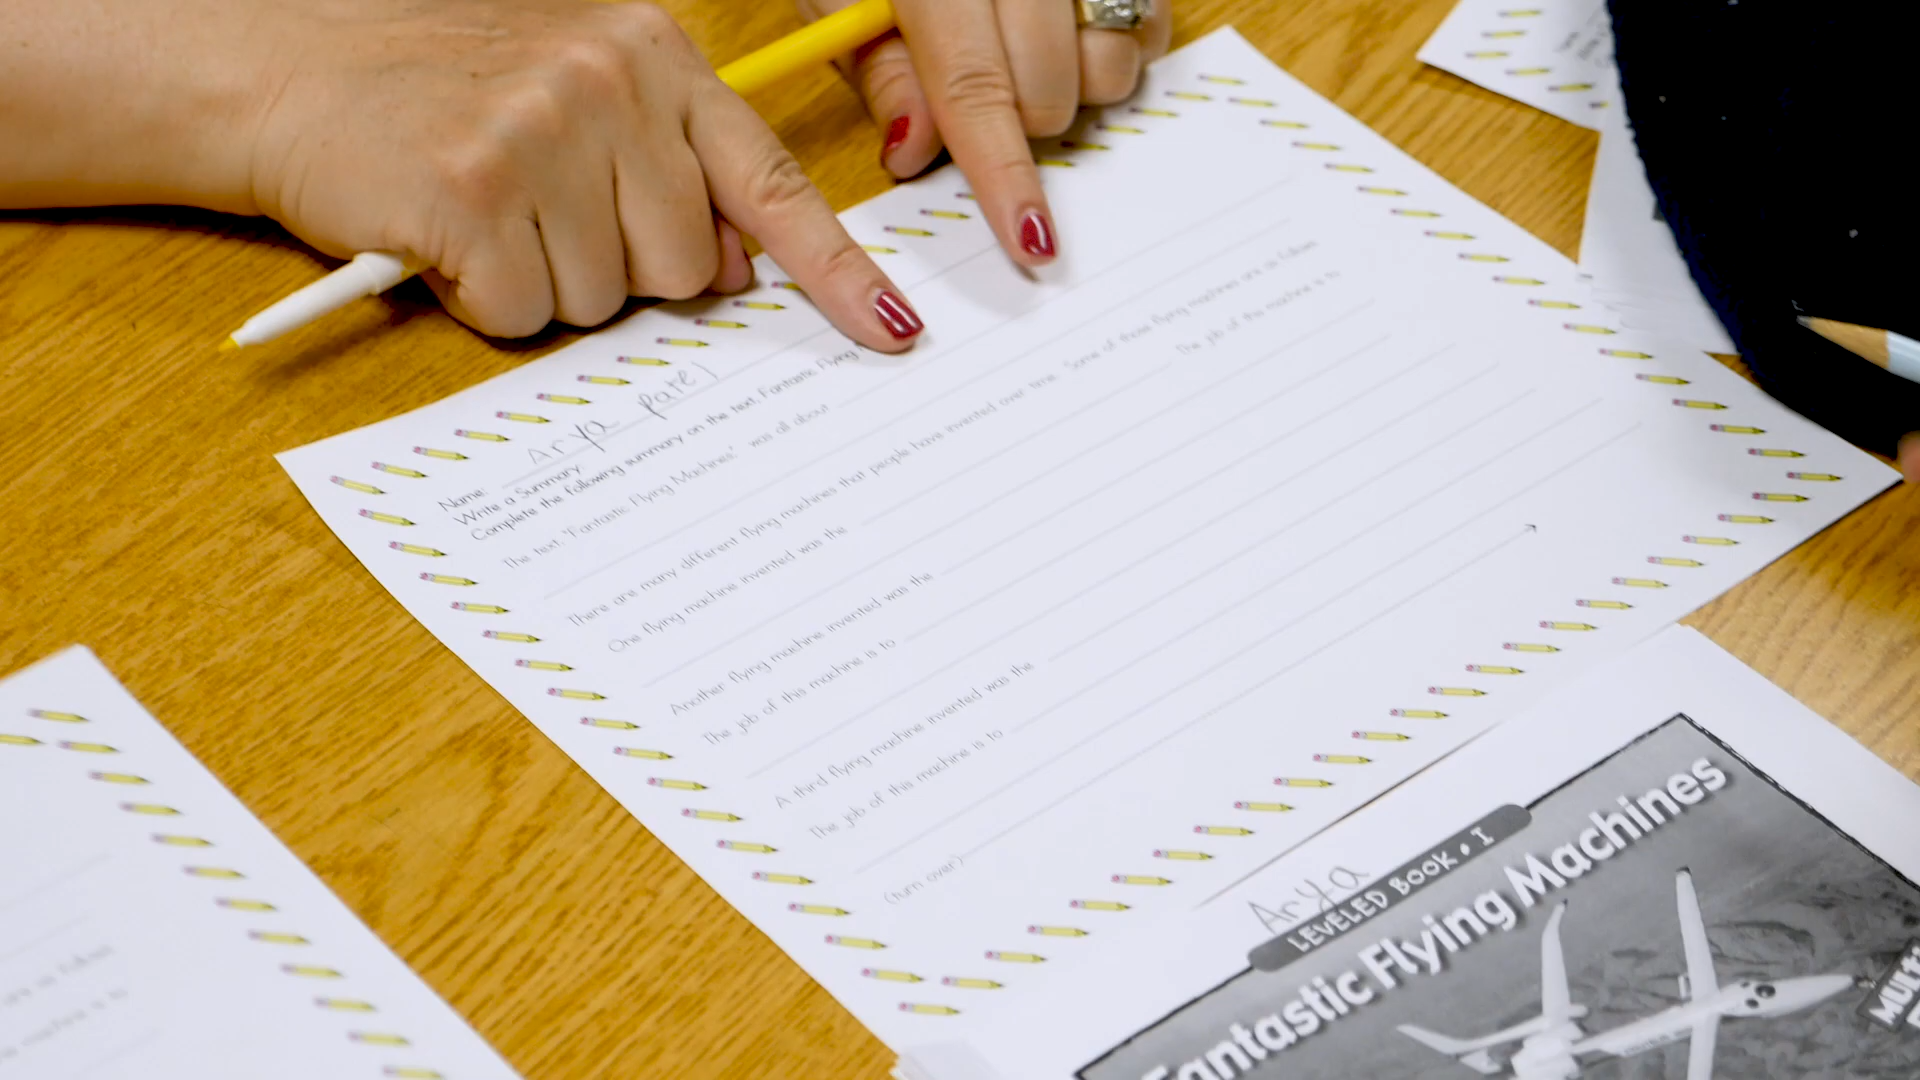 Name: Arya patel
Write a Summary:
Complete the following summary on the text, Fantastic Flying
The text, "Fantastic Flying Machines", was all about
There are many different flying machines that people have invented over time. Some of those flying machines are as follows.
One flying machine invented was the The job of this machine is to
Another flying machine invented was the
The job of this machine is to
A third flying machine invented was the
The job of this machine is to
(turn over)
Arya
LEVELED BOOK • I
Fantastic Flying Machines